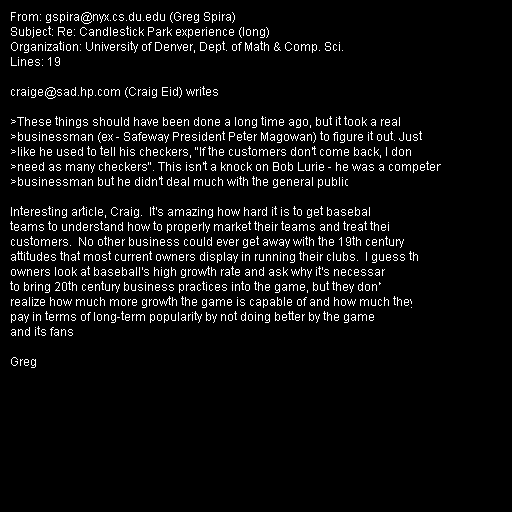 From: gspira@nyx.cs.du.edu (Greg Spira)
Subject: Re: Candlestick Park experience (long)
Organization: University of Denver, Dept. of Math & Comp. Sci.
Lines: 19

craige@sad.hp.com (Craig Eid) writes

>These things should have been done a long time ago, but it took a real
>businessman (ex - Safeway President Peter Magowan) to figure it out. Just
>like he used to tell his checkers, "If the customers don't come back, I don
>need as many checkers". This isn't a knock on Bob Lurie - he was a competer
>businessman but he didn't deal much with the general public

Interesting article, Craig.  It's amazing how hard it is to get basebal
teams to understand how to properly market their teams and treat thei
customers.  No other business could ever get away with the 19th century
attitudes that most current owners display in running their clubs.  I guess th
owners look at baseball's high growth rate and ask why it's necessar
to bring 20th century business practices into the game, but they don'
realize how much more growth the game is capable of and how much they
pay in terms of long-term popularity by not doing better by the game
and its fans

Greg